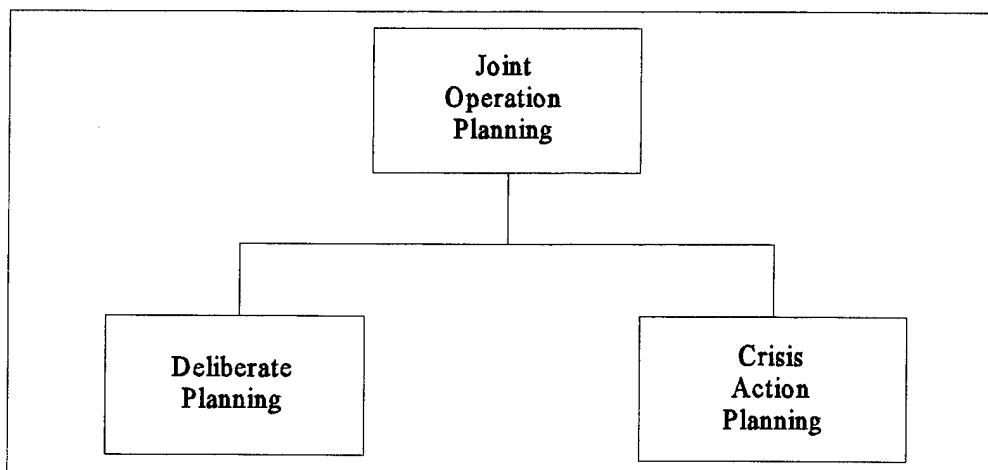 Joint
Operation
Planning
Deliberate
Planning
Crisis
Action
Planning